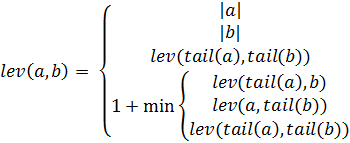 |a|
|b|
lev(a,b) = { lev(tail(a),tail(b))
1 + min { lev(tail(a),b)
lev(a,tail(b))
lev(tail(a),tail(b))